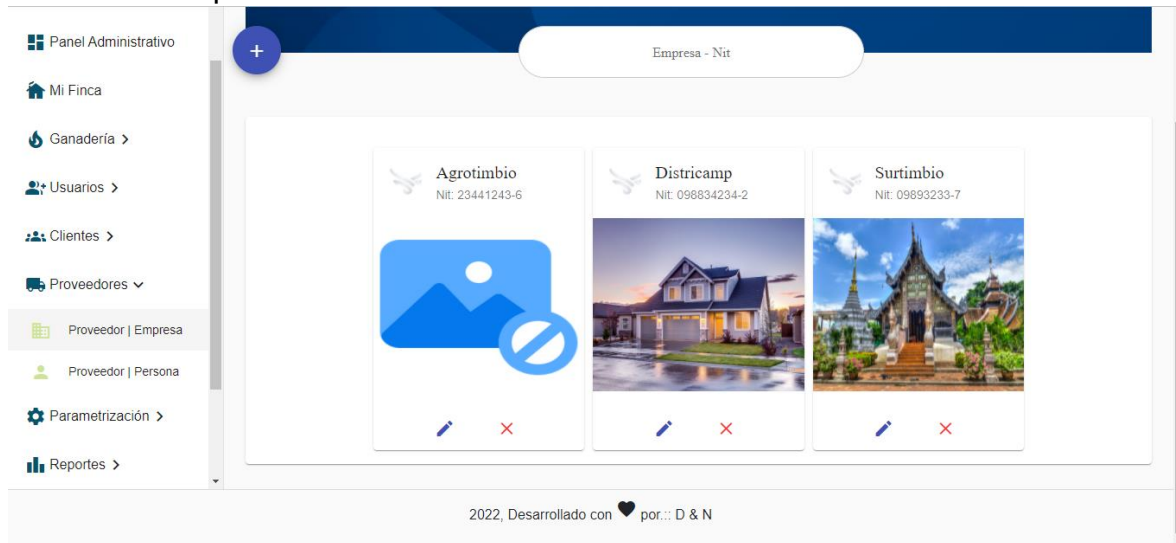 Panel Administrativo
+
Empresa - Nit
Mi Finca
Ganadería >
Usuarios >
Clientes >
Proveedores
Proveedor | Empresa
Proveedor | Persona
Parametrización >
Reportes >
Agrotimbio
Nit: 23441243-6
Districamp
Nit: 098834234-2
Surtimbio
Nit: 09893233-7
2022, Desarrollado con ♥ por.:: D & N